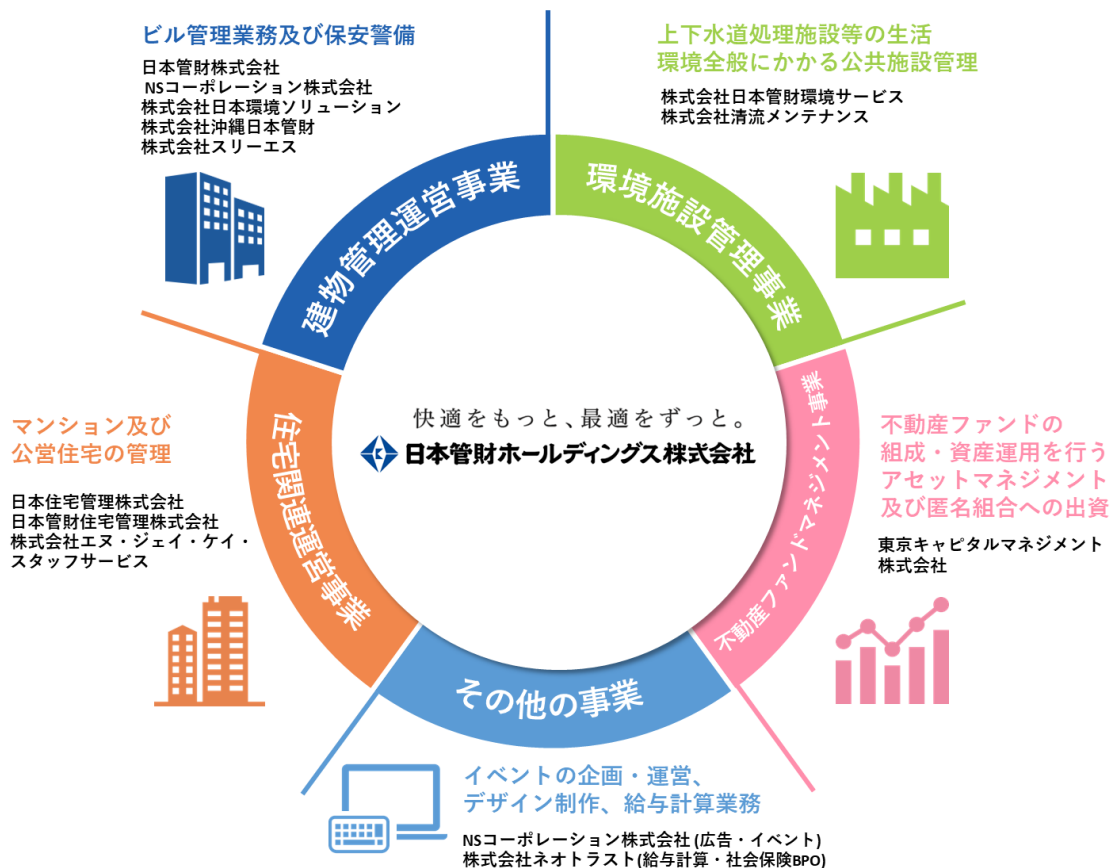 ビル管理業務及び保安警備
日本管財株式会社
NSコーポレーション株式会社
株式会社日本環境ソリューション
株式会社沖縄日本管財
株式会社スリーエス
建物管理運営事業
上下水道処理施設等の生活
環境全般にかかる公共施設管理
株式会社日本管財環境サービス
株式会社清流メンテナンス
環境施設管理事業
マンション及び
公営住宅の管理
日本住宅管理株式会社
日本管財住宅管理株式会社
株式会社エヌ・ジェイ・ケイ・
スタッフサービス
住宅関連運営事業
快適をもっと、最適をずっと。
日本管財ホールディングス株式会社
不動産ファンドマネジメント事業
不動産ファンドの
組成・資産運用を行う
アセットマネジメント
及び匿名組合への出資
東京キャピタルマネジメント
株式会社
その他の事業
イベントの企画・運営、
デザイン制作、給与計算業務
NSコーポレーション株式会社 (広告・イベント)
株式会社ネオトラスト(給与計算・社会保険BPO)